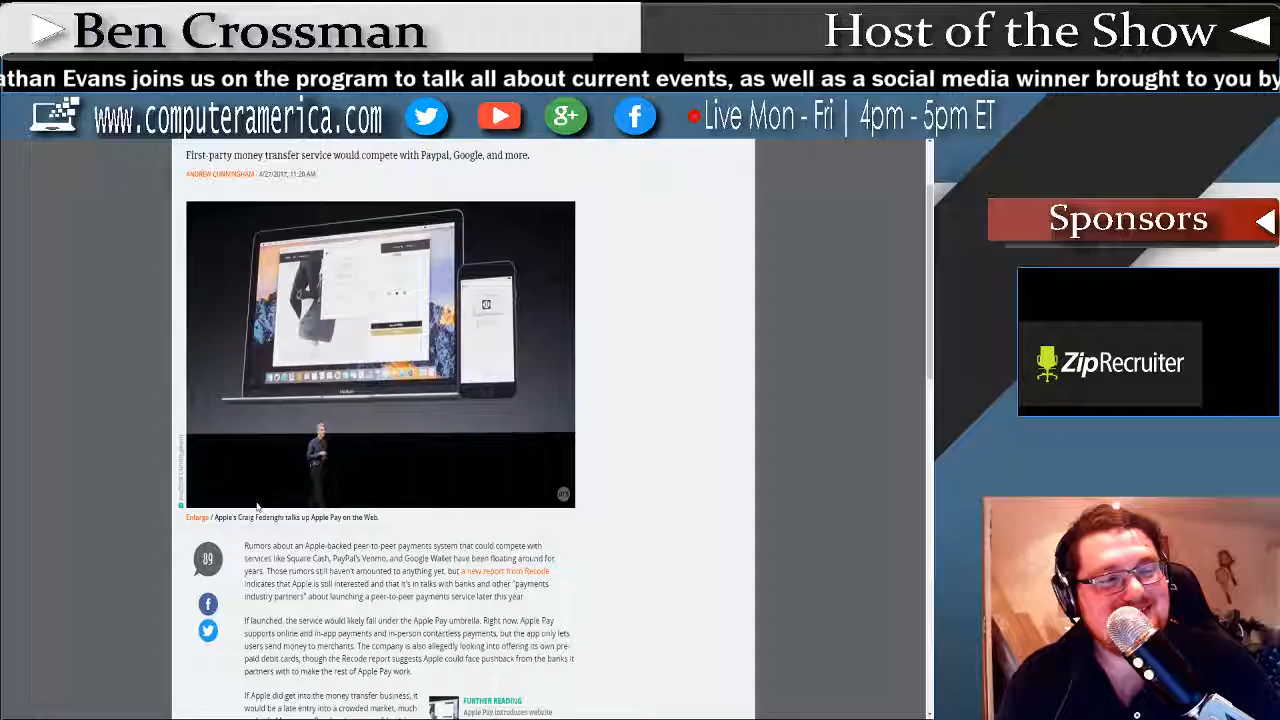 Ben Crossman
Host of the Show
athan Evans joins us on the program to talk all about current events, as well as a social media winner brought to you by
www.computeramerica.com
Live Mon - Fri | 4pm - 5pm ET
First-party money transfer service would compete with Paypal, Google, and more.
ANDREW CUNNINGHAM - 4/27/2017, 11:20 AM
Sponsors
ZipRecruiter
Enlarge / Apple's Craig Federighi talks up Apple Pay on the Web.
89
Rumors about an Apple-backed peer-to-peer payments system that could compete with
services like Square Cash, PayPal's Venmo, and Google Wallet have been floating around for
years. Those rumors still haven't amounted to anything yet, but a new report from Recode
indicates that Apple is still interested and that it's in talks with banks and other "payments
industry partners" about launching a peer-to-peer payments service later this year.
If launched, the service would likely fall under the Apple Pay umbrella. Right now, Apple Pay
supports online and in-app payments and in-person contactless payments, but the app only lets
users send money to merchants. The company is also allegedly looking into offering its own pre-
paid debit cards, though the Recode report suggests Apple could face pushback from the banks it
partners with to make the rest of Apple Pay work.
If Apple did get into the money transfer business, it
would be a late entry into a crowded market, much
FURTHER READING
Apple Pay introduces website